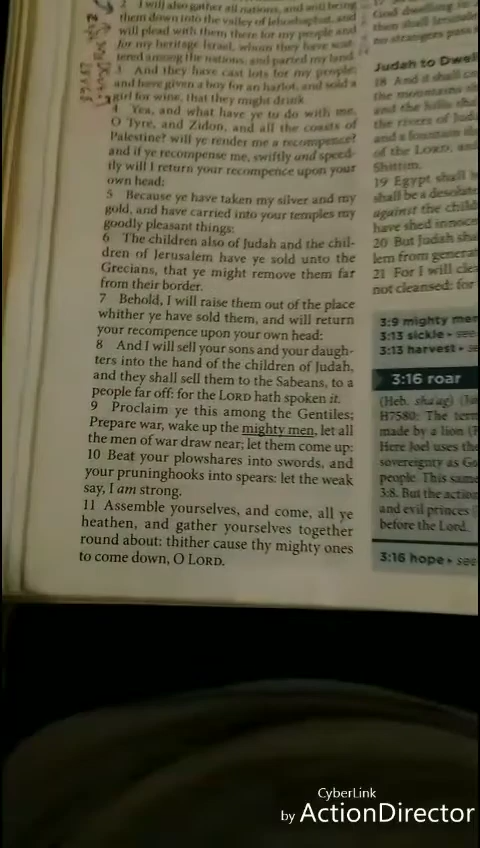 2 I will also gather all nations, and will bring
them down into the valley of Jehoshaphat, and
will plead with them there for my people and
for my heritage Israel, whom they have scat-
tered among the nations, and parted my land.
3 And they have cast lots for my people;
and have given a boy for an harlot, and sold a
girl for wine, that they might drink.
4 Yea, and what have ye to do with me,
O Tyre, and Zidon, and all the coasts of
Palestine? will ye render me a recompence?
and if ye recompense me, swiftly and speed-
ily will I return your recompence upon your
own head;
5 Because ye have taken my silver and my
gold, and have carried into your temples my
goodly pleasant things:
6 The children also of Judah and the chil-
dren of Jerusalem have ye sold unto the
Grecians, that ye might remove them far
from their border.
7 Behold, I will raise them out of the place
whither ye have sold them, and will return
your recompence upon your own head:
8 And I will sell your sons and your daugh-
ters into the hand of the children of Judah,
and they shall sell them to the Sabeans, to a
people far off: for the LORD hath spoken it.
9 Proclaim ye this among the Gentiles;
Prepare war, wake up the mighty men, let all
the men of war draw near; let them come up:
10 Beat your plowshares into swords, and
your pruninghooks into spears: let the weak
say, I am strong.
11 Assemble yourselves, and come, all ye
heathen, and gather yourselves together
round about: thither cause thy mighty ones
to come down, O LORD.
God dwelling in
then shall
no strangers pass
Judah to Dwel
18 And it shall
the mountains
and the hills
the rivers of
and a fountain
of the LORD, and
Shittim.
19 Egypt shall
shall be a desolate
against the child
have shed innoce
20 But Judah sha
lem from generat
21 For I will clea
not cleansed: for
3:9 mighty men
3:13 sickle • see
3:13 harvest •
3:16 roar
(Heb. sha'ag)
H7580: The term
made by a lion
Here Joel uses the
sovereignty as Go
people. This same
3:8. But the action
and evil princes
before the Lord.
3:16 hope • see
CyberLink
by ActionDirector